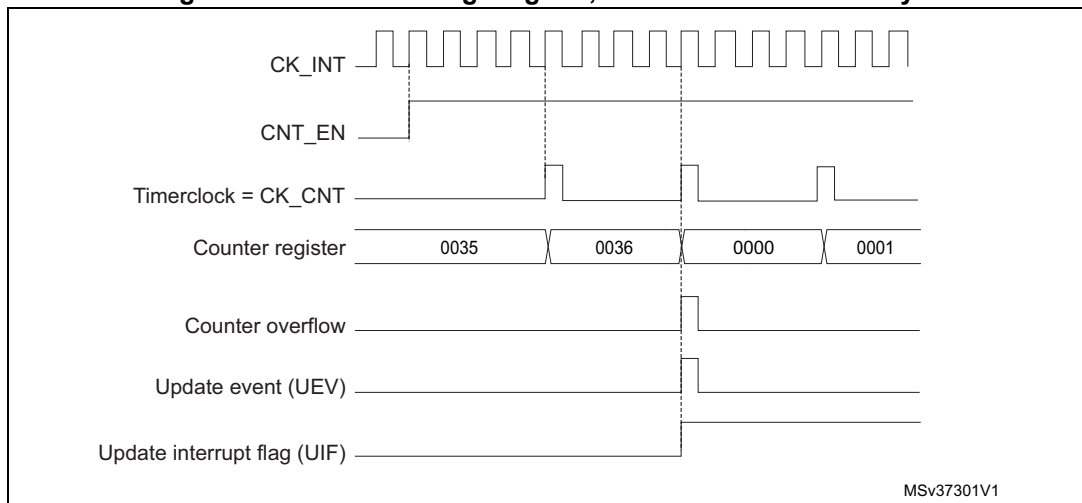 CK_INT
CNT_EN
Timerclock = CK_CNT
Counter register 0035 0036 0000 0001
Counter overflow
Update event (UEV)
Update interrupt flag (UIF)
MSv37301V1